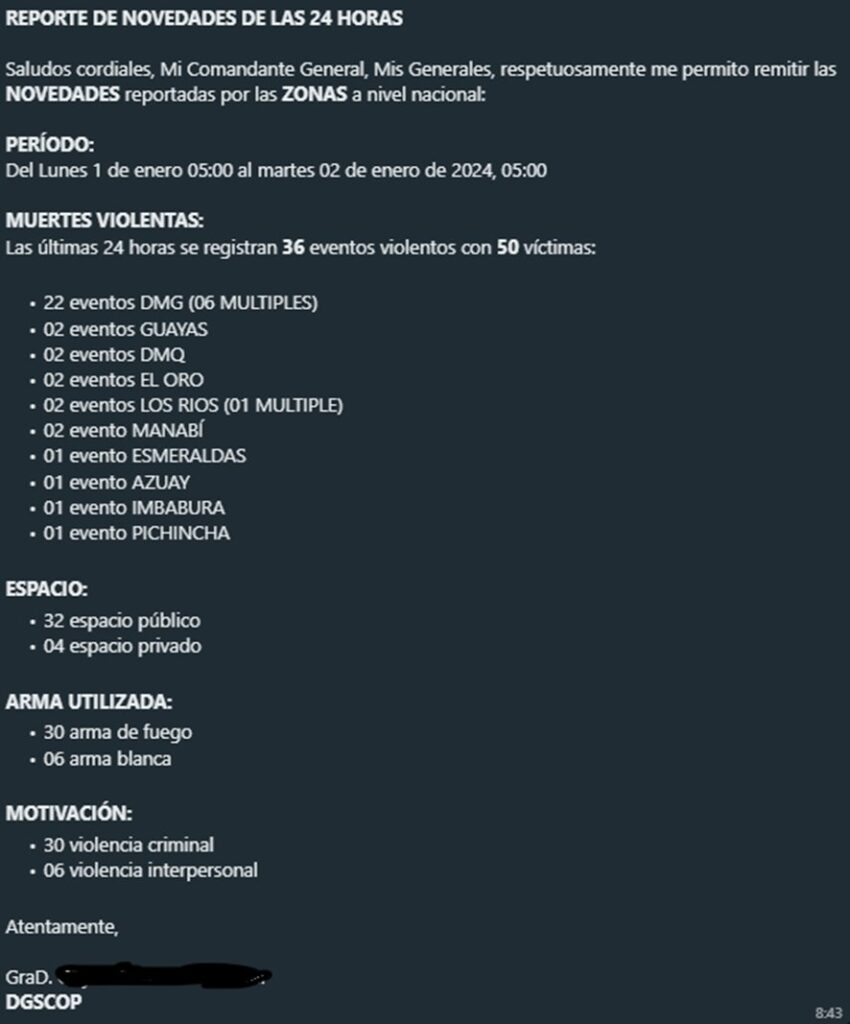 REPORTE DE NOVEDADES DE LAS 24 HORAS
Saludos cordiales, Mi Comandante General, Mis Generales, respetuosamente me permito remitir las
NOVEDADES reportadas por las ZONAS a nivel nacional:
PERÍODO:
Del Lunes 1 de enero 05:00 al martes 02 de enero de 2024, 05:00
MUERTES VIOLENTAS:
Las últimas 24 horas se registran 36 eventos violentos con 50 víctimas:
• 22 eventos DMG (06 MULTIPLES)
• 02 eventos GUAYAS
• 02 eventos DMQ
• 02 eventos EL ORO
• 02 eventos LOS RIOS (01 MULTIPLE)
• 02 evento MANABÍ
• 01 evento ESMERALDAS
• 01 evento AZUAY
• 01 evento IMBABURA
• 01 evento PICHINCHA
ESPACIO:
• 32 espacio público
• 04 espacio privado
ARMA UTILIZADA:
• 30 arma de fuego
• 06 arma blanca
MOTIVACIÓN:
• 30 violencia criminal
• 06 violencia interpersonal
Atentamente,
GraD.
DGSCOP
8:43